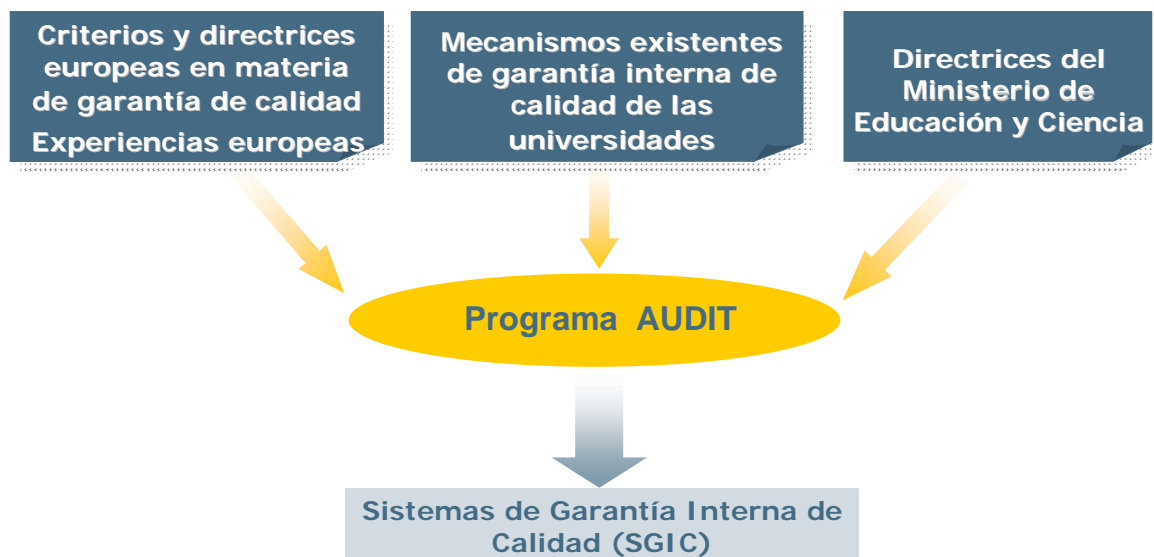 Criterios y directrices
europeas en materia
de garantía de calidad
Experiencias europeas
Mecanismos existentes
de garantía interna de
calidad de las
universidades
Directrices del
Ministerio de
Educación y Ciencia
Programa AUDIT
Sistemas de Garantía Interna de
Calidad (SGIC)